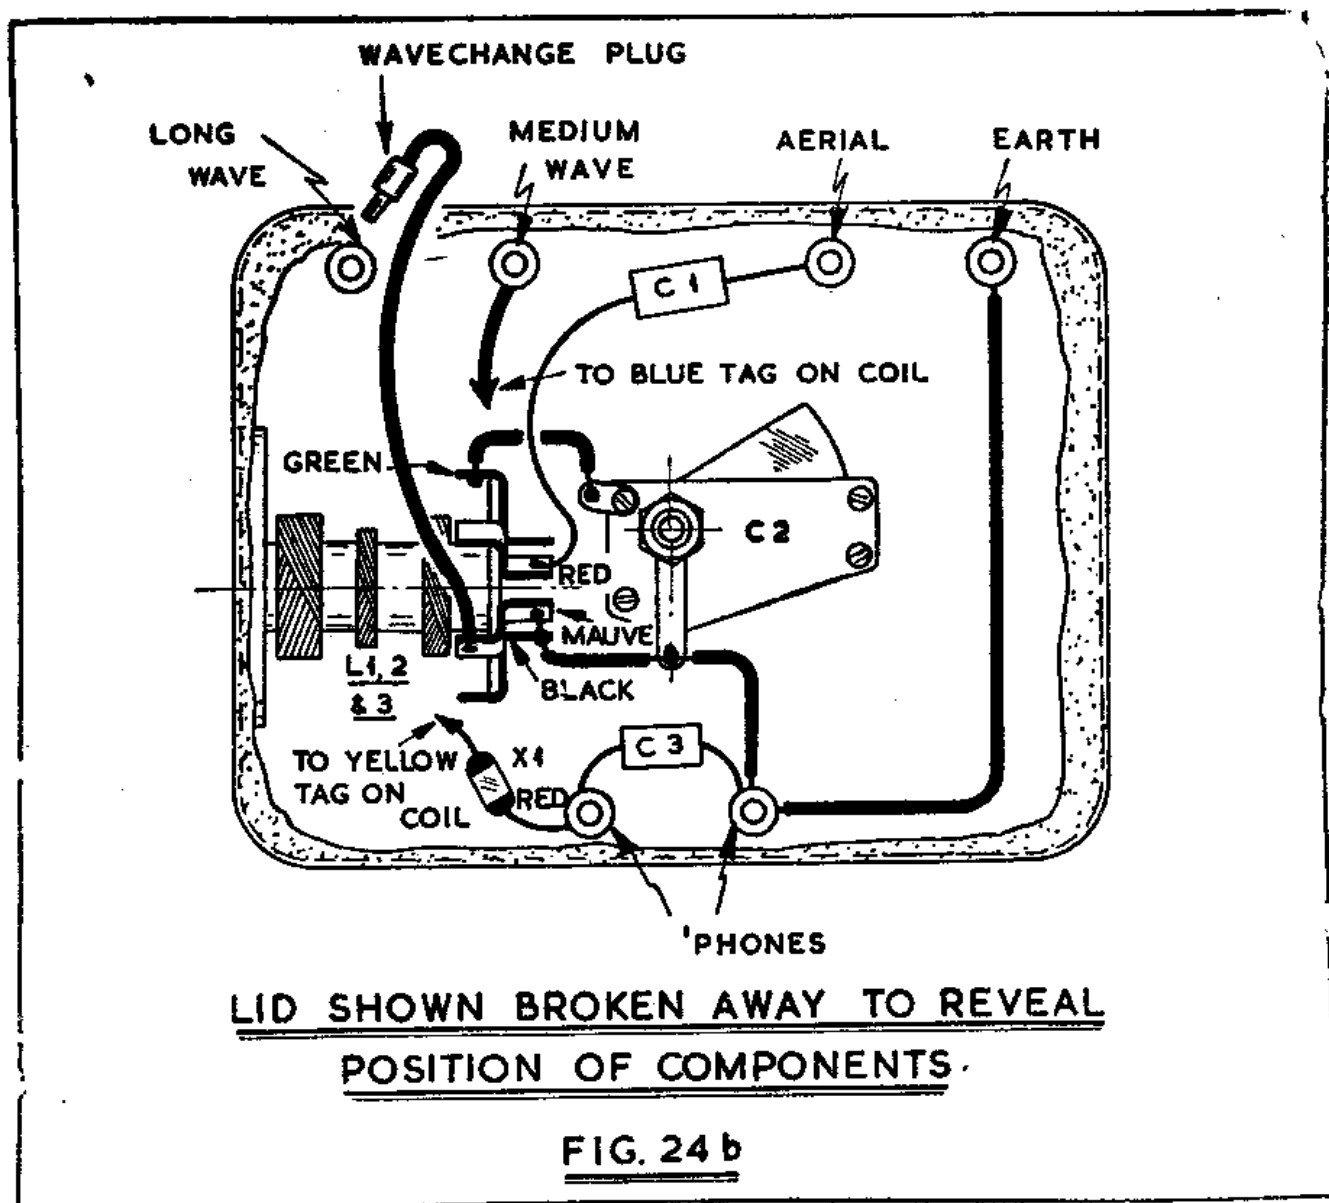 WAVECHANGE PLUG
LONG
WAVE
MEDIUM
WAVE
AERIAL
EARTH
C 1
TO BLUE TAG ON COIL
GREEN
C 2
RED
MAUVE
BLACK
L1, 2
& 3
TO YELLOW
TAG ON
COIL
X1
RED
C 3
'PHONES
LID SHOWN BROKEN AWAY TO REVEAL
POSITION OF COMPONENTS.
FIG. 24 b